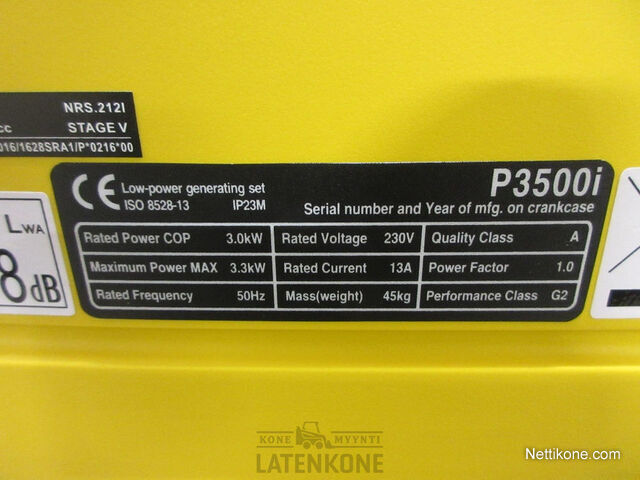 NRS.212I
cc STAGE V
016/1628SRA1/P*0216*00
LWA
8 dB
CE Low-power generating set
ISO 8528-13 IP23M
P3500i
Serial number and Year of mfg. on crankcase
Rated Power COP 3.0kW Rated Voltage 230V Quality Class A
Maximum Power MAX 3.3kW Rated Current 13A Power Factor 1.0
Rated Frequency 50Hz Mass(weight) 45kg Performance Class G2
KONE MYYNTI
LATENKONE
Nettikone.com